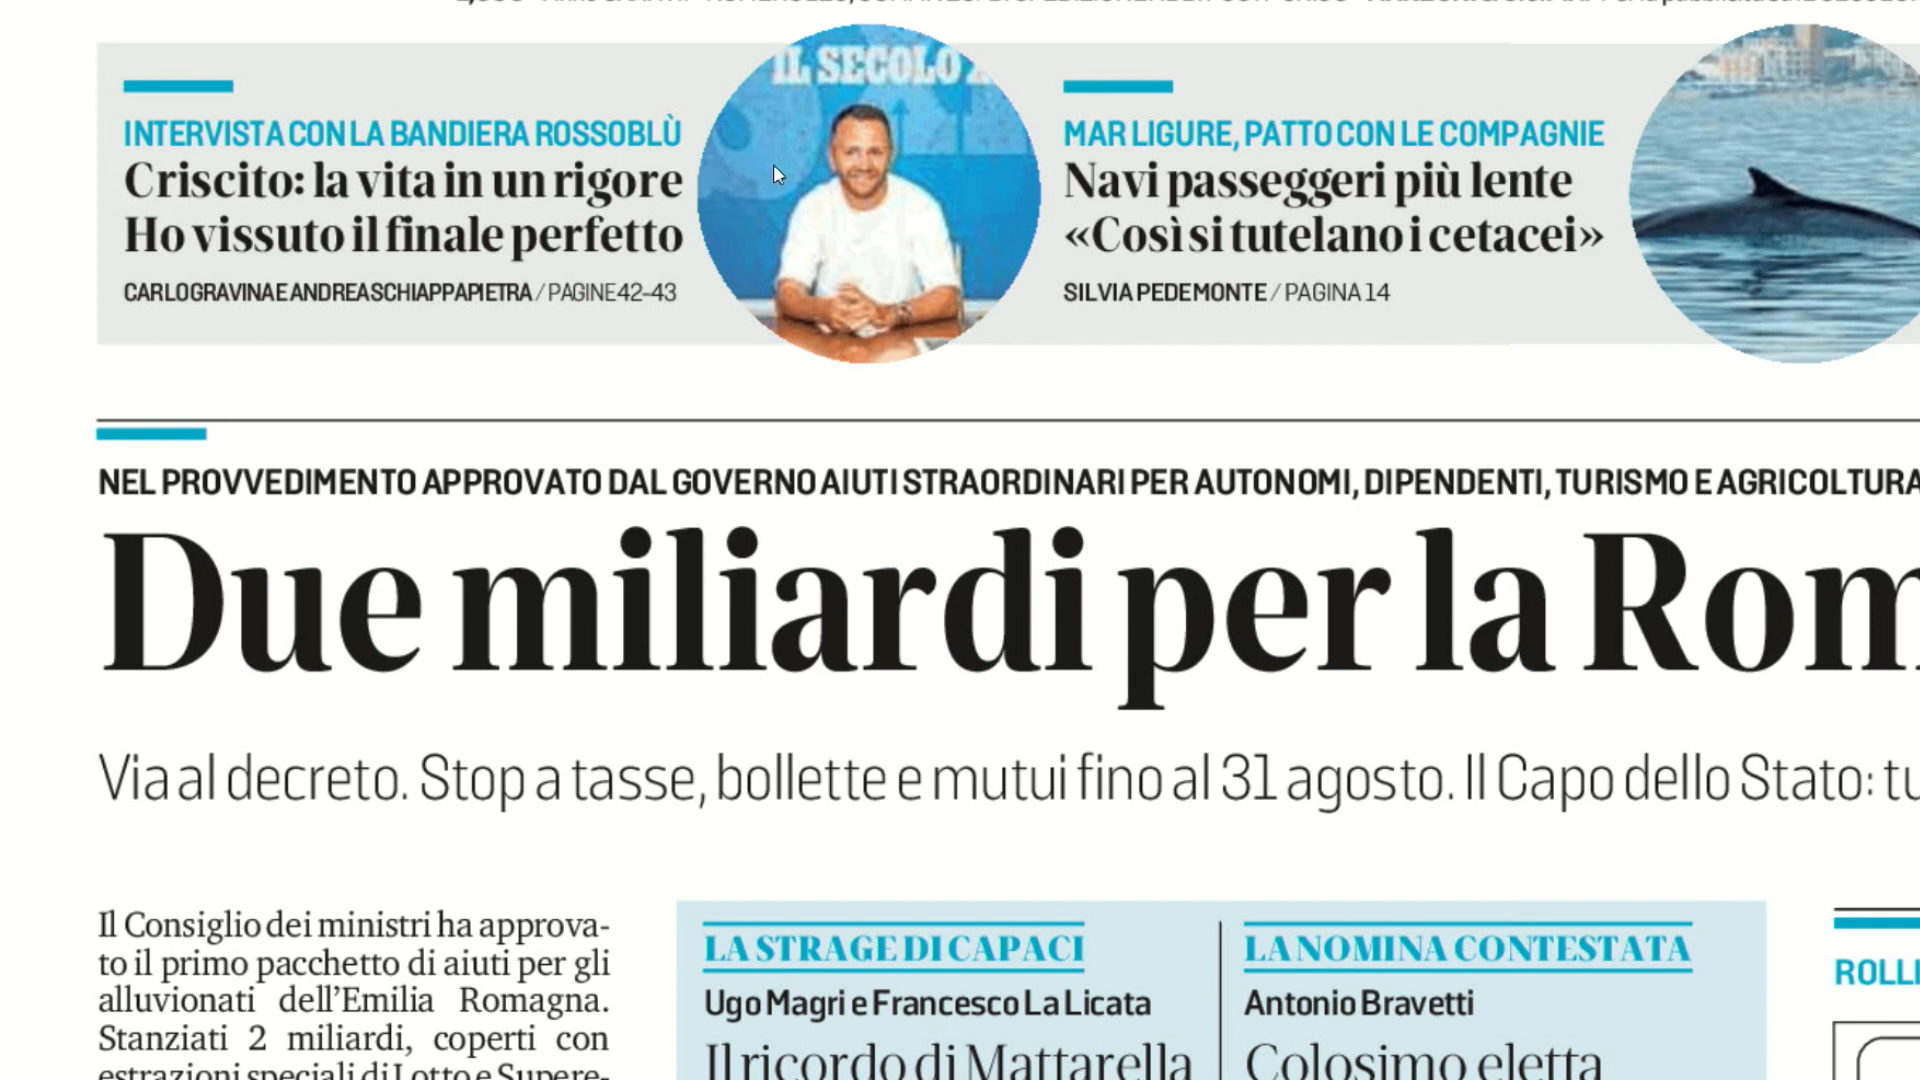 IL SECOLO
INTERVISTA CON LA BANDIERA ROSSOBLÙ
Criscito: la vita in un rigore
Ho vissuto il finale perfetto
CARLO GRAVINA E ANDREA SCHIAPPAPIETRA / PAGINE 42-43
MAR LIGURE, PATTO CON LE COMPAGNIE
Navi passeggeri più lente
«Così si tutelano i cetacei»
SILVIA PEDEMONTE / PAGINA 14
NEL PROVVEDIMENTO APPROVATO DAL GOVERNO AIUTI STRAORDINARI PER AUTONOMI, DIPENDENTI, TURISMO E AGRICOLTURA
Due miliardi per la Rom
Via al decreto. Stop a tasse, bollette e mutui fino al 31 agosto. Il Capo dello Stato: tu
Il Consiglio dei ministri ha approva-
to il primo pacchetto di aiuti per gli
alluvionati dell'Emilia Romagna.
Stanziati 2 miliardi, coperti con
estrazioni speciali di Lotto e Supere-
LA STRAGE DI CAPACI
Ugo Magri e Francesco La Licata
Il ricordo di Mattarella
LA NOMINA CONTESTATA
Antonio Bravetti
Colosimo eletta
ROLLI